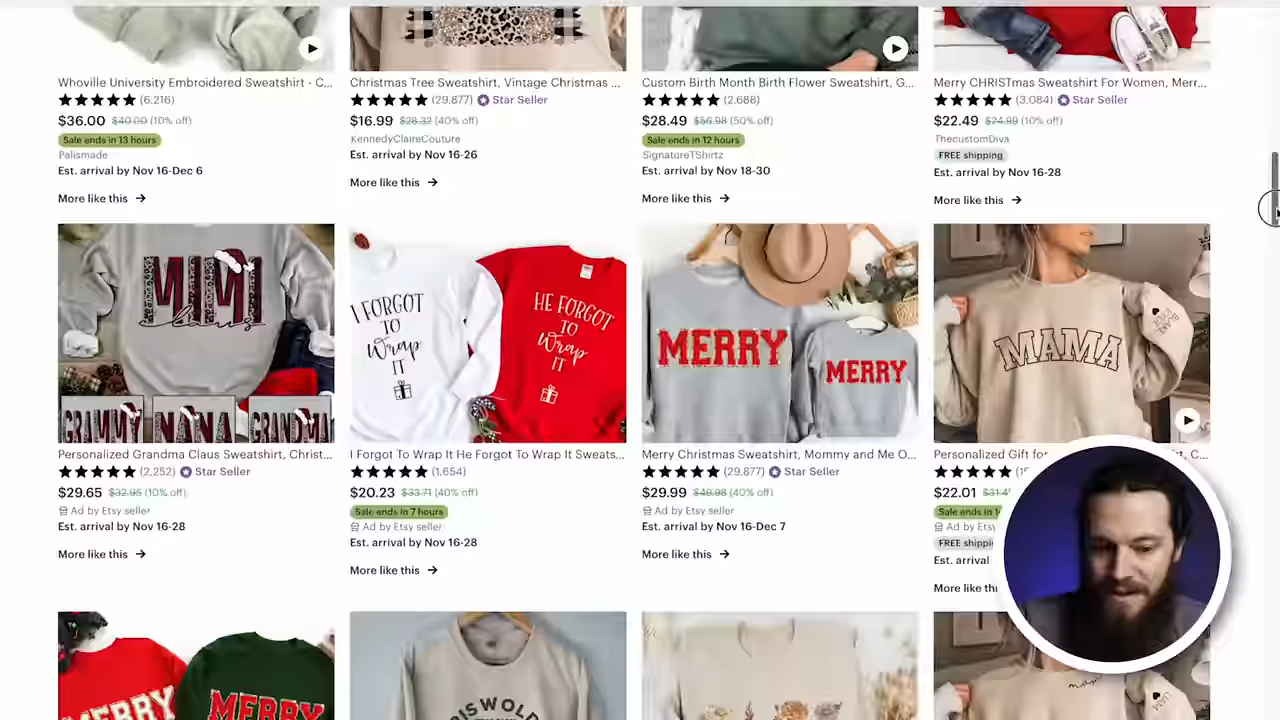 Whoville University Embroidered Sweatshirt - C...
(6,216)
$36.00 $40.00 (10% off)
Sale ends in 13 hours
Palismade
Est. arrival by Nov 16-Dec 6
More like this →
Christmas Tree Sweatshirt, Vintage Christmas ...
(29,877) Star Seller
$16.99 $28.32 (40% off)
KennedyClaireCouture
Est. arrival by Nov 16-26
More like this →
Custom Birth Month Birth Flower Sweatshirt, G...
(2,688)
$28.49 $56.98 (50% off)
Sale ends in 12 hours
SignatureTShirtz
Est. arrival by Nov 18-30
More like this →
Merry CHRISTmas Sweatshirt For Women, Merr...
(3,084) Star Seller
$22.49 $24.99 (10% off)
ThecustomDiva
FREE shipping
Est. arrival by Nov 16-28
More like this →
MIMI
Claus
GRAMMY NANA GRANDMA
Personalized Grandma Claus Sweatshirt, Christ...
(2,252) Star Seller
$29.65 $32.95 (10% off)
Ad by Etsy seller
Est. arrival by Nov 16-28
More like this →
I FORGOT
TO
Wrap
IT
HE FORGOT
TO
Wrap
IT
I Forgot To Wrap It He Forgot To Wrap It Sweats...
(1,654)
$20.23 $33.71 (40% off)
Sale ends in 7 hours
Ad by Etsy seller
Est. arrival by Nov 16-28
More like this →
MERRY
MERRY
Merry Christmas Sweatshirt, Mommy and Me O...
(29,877) Star Seller
$29.99 $49.98 (40% off)
Ad by Etsy seller
Est. arrival by Nov 16-Dec 7
More like this →
MAMA
Personalized Gift for
$22.01
Sale ends in
Ad by Etsy
FREE
Est. arrival
More like
MERRY
MERRY
GRISWOLD